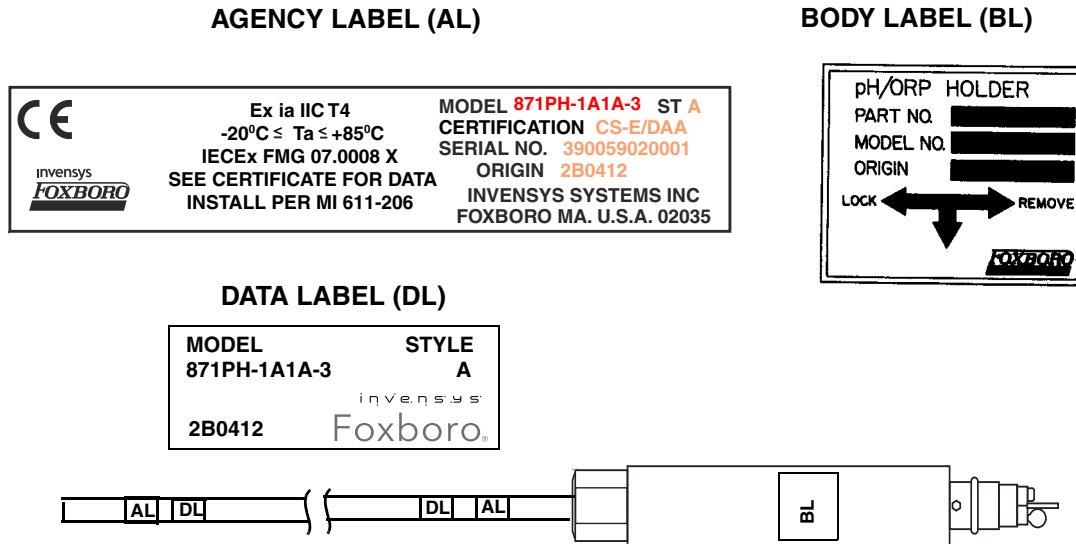 AGENCY LABEL (AL)
BODY LABEL (BL)
CE
invensys
FOXBORO
Ex ia IIC T4
-20⁰C ≤ Ta ≤ +85⁰C
IECEx FMG 07.0008 X
SEE CERTIFICATE FOR DATA
INSTALL PER MI 611-206
MODEL 871PH-1A1A-3 ST A
CERTIFICATION CS-E/DAA
SERIAL NO. 390059020001
ORIGIN 2B0412
INVENSYS SYSTEMS INC
FOXBORO MA. U.S.A. 02035
pH/ORP HOLDER
PART NO.
MODEL NO.
ORIGIN
LOCK REMOVE
FOXBORO
DATA LABEL (DL)
MODEL STYLE
871PH-1A1A-3 A
invensys
2B0412 Foxboro®
AL DL DL AL BL